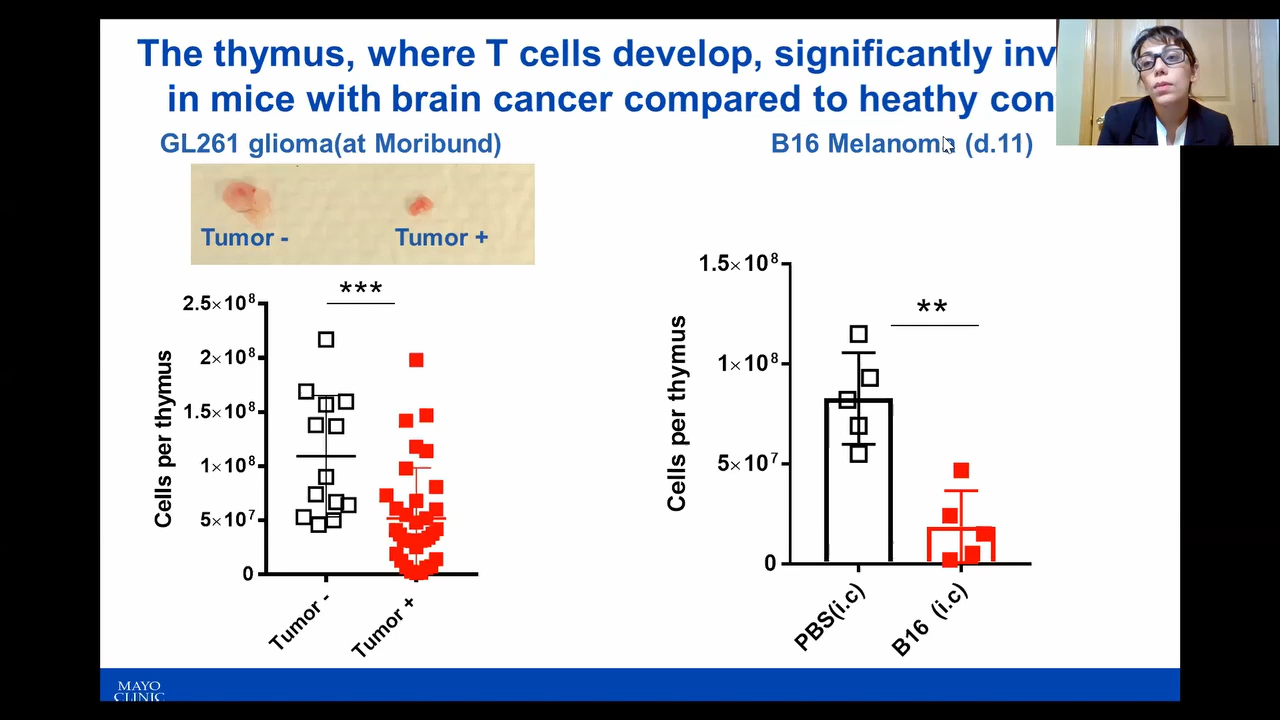 The thymus, where T cells develop, significantly inv
in mice with brain cancer compared to heathy con
GL261 glioma(at Moribund)
Tumor -
Tumor +
***
Cells per thymus
2.5×10⁸
2×10⁸
1.5×10⁸
1×10⁸
5×10⁷
0
Tumor -
Tumor +
B16 Melanoma (d.11)
**
Cells per thymus
1.5×10⁸
1×10⁸
5×10⁷
0
PBS(i.c)
B16 (i.c)
MAYO
CLINIC